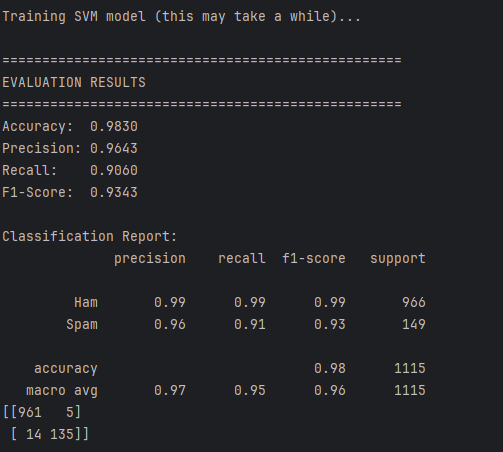 Training SVM model (this may take a while)...
==================================================
EVALUATION RESULTS
==================================================
Accuracy:  0.9830
Precision: 0.9643
Recall:    0.9060
F1-Score:  0.9343
Classification Report:
              precision    recall  f1-score   support
         Ham       0.99      0.99      0.99       966
        Spam       0.96      0.91      0.93       149
    accuracy                           0.98      1115
   macro avg       0.97      0.95      0.96      1115
[[961   5]
 [ 14 135]]